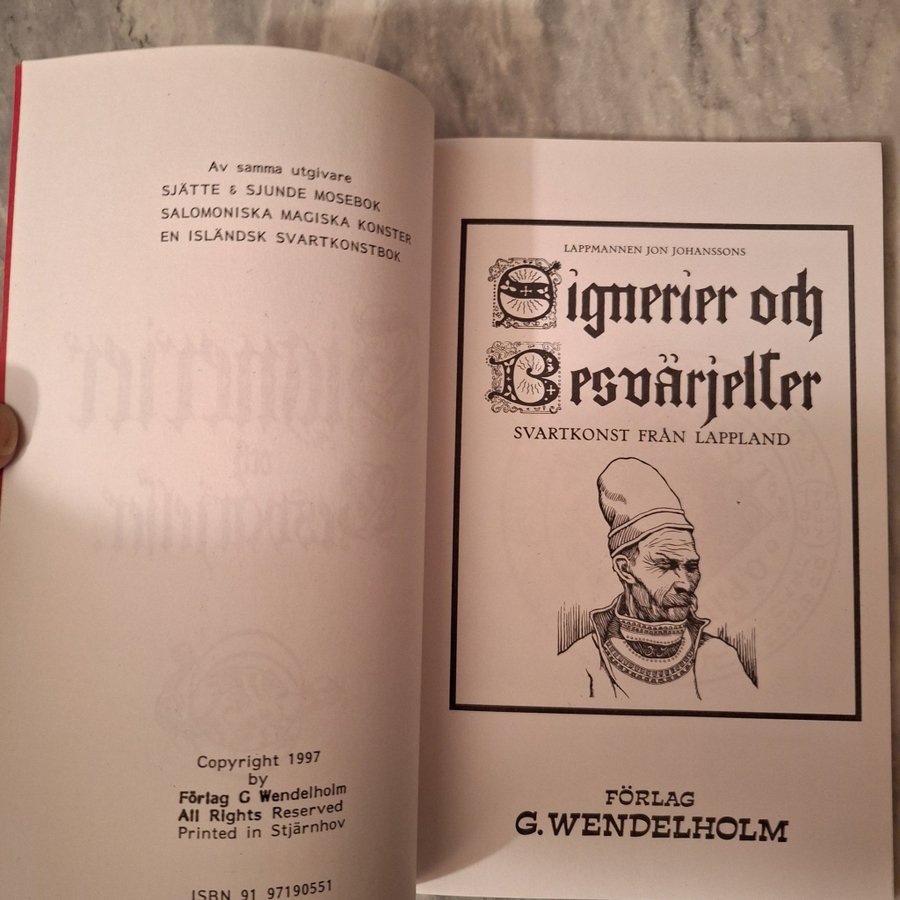 Av samma utgivare
SJÄTTE & SJUNDE MOSEBOK
SALOMONISKA MAGISKA KONSTER
EN ISLÄNDSK SVARTKONSTBOK
Copyright 1997
by
Förlag G Wendelholm
All Rights Reserved
Printed in Stjärnhov
ISBN 91 97190551
LAPPMANNEN JON JOHANSSONS
Signerier och
Besvärjelser
SVARTKONST FRÅN LAPPLAND
FÖRLAG
G. WENDELHOLM